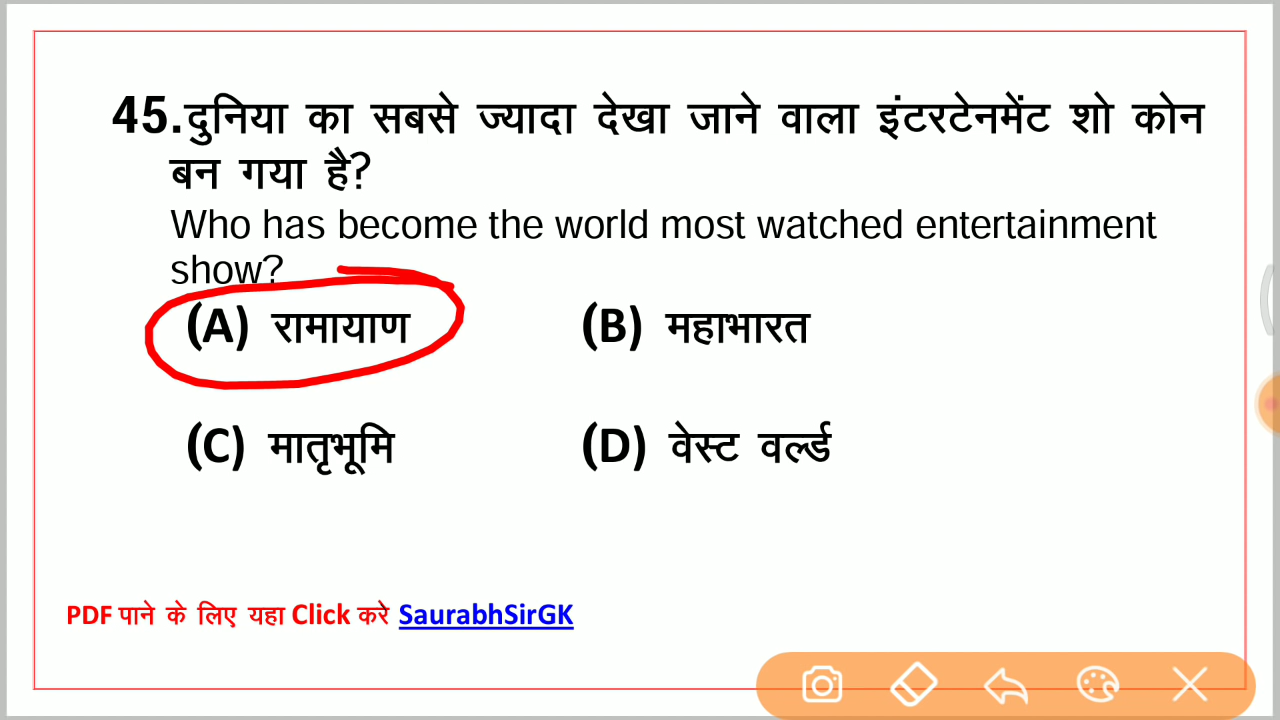 45.दुनिया का सबसे ज्यादा देखा जाने वाला इंटरटेनमेंट शो कोन
बन गया है?
Who has become the world most watched entertainment
show?
(A) रामायाण (B) महाभारत
(C) मातृभूमि (D) वेस्ट वर्ल्ड
PDF पाने के लिए यहा Click करे SaurabhSirGK